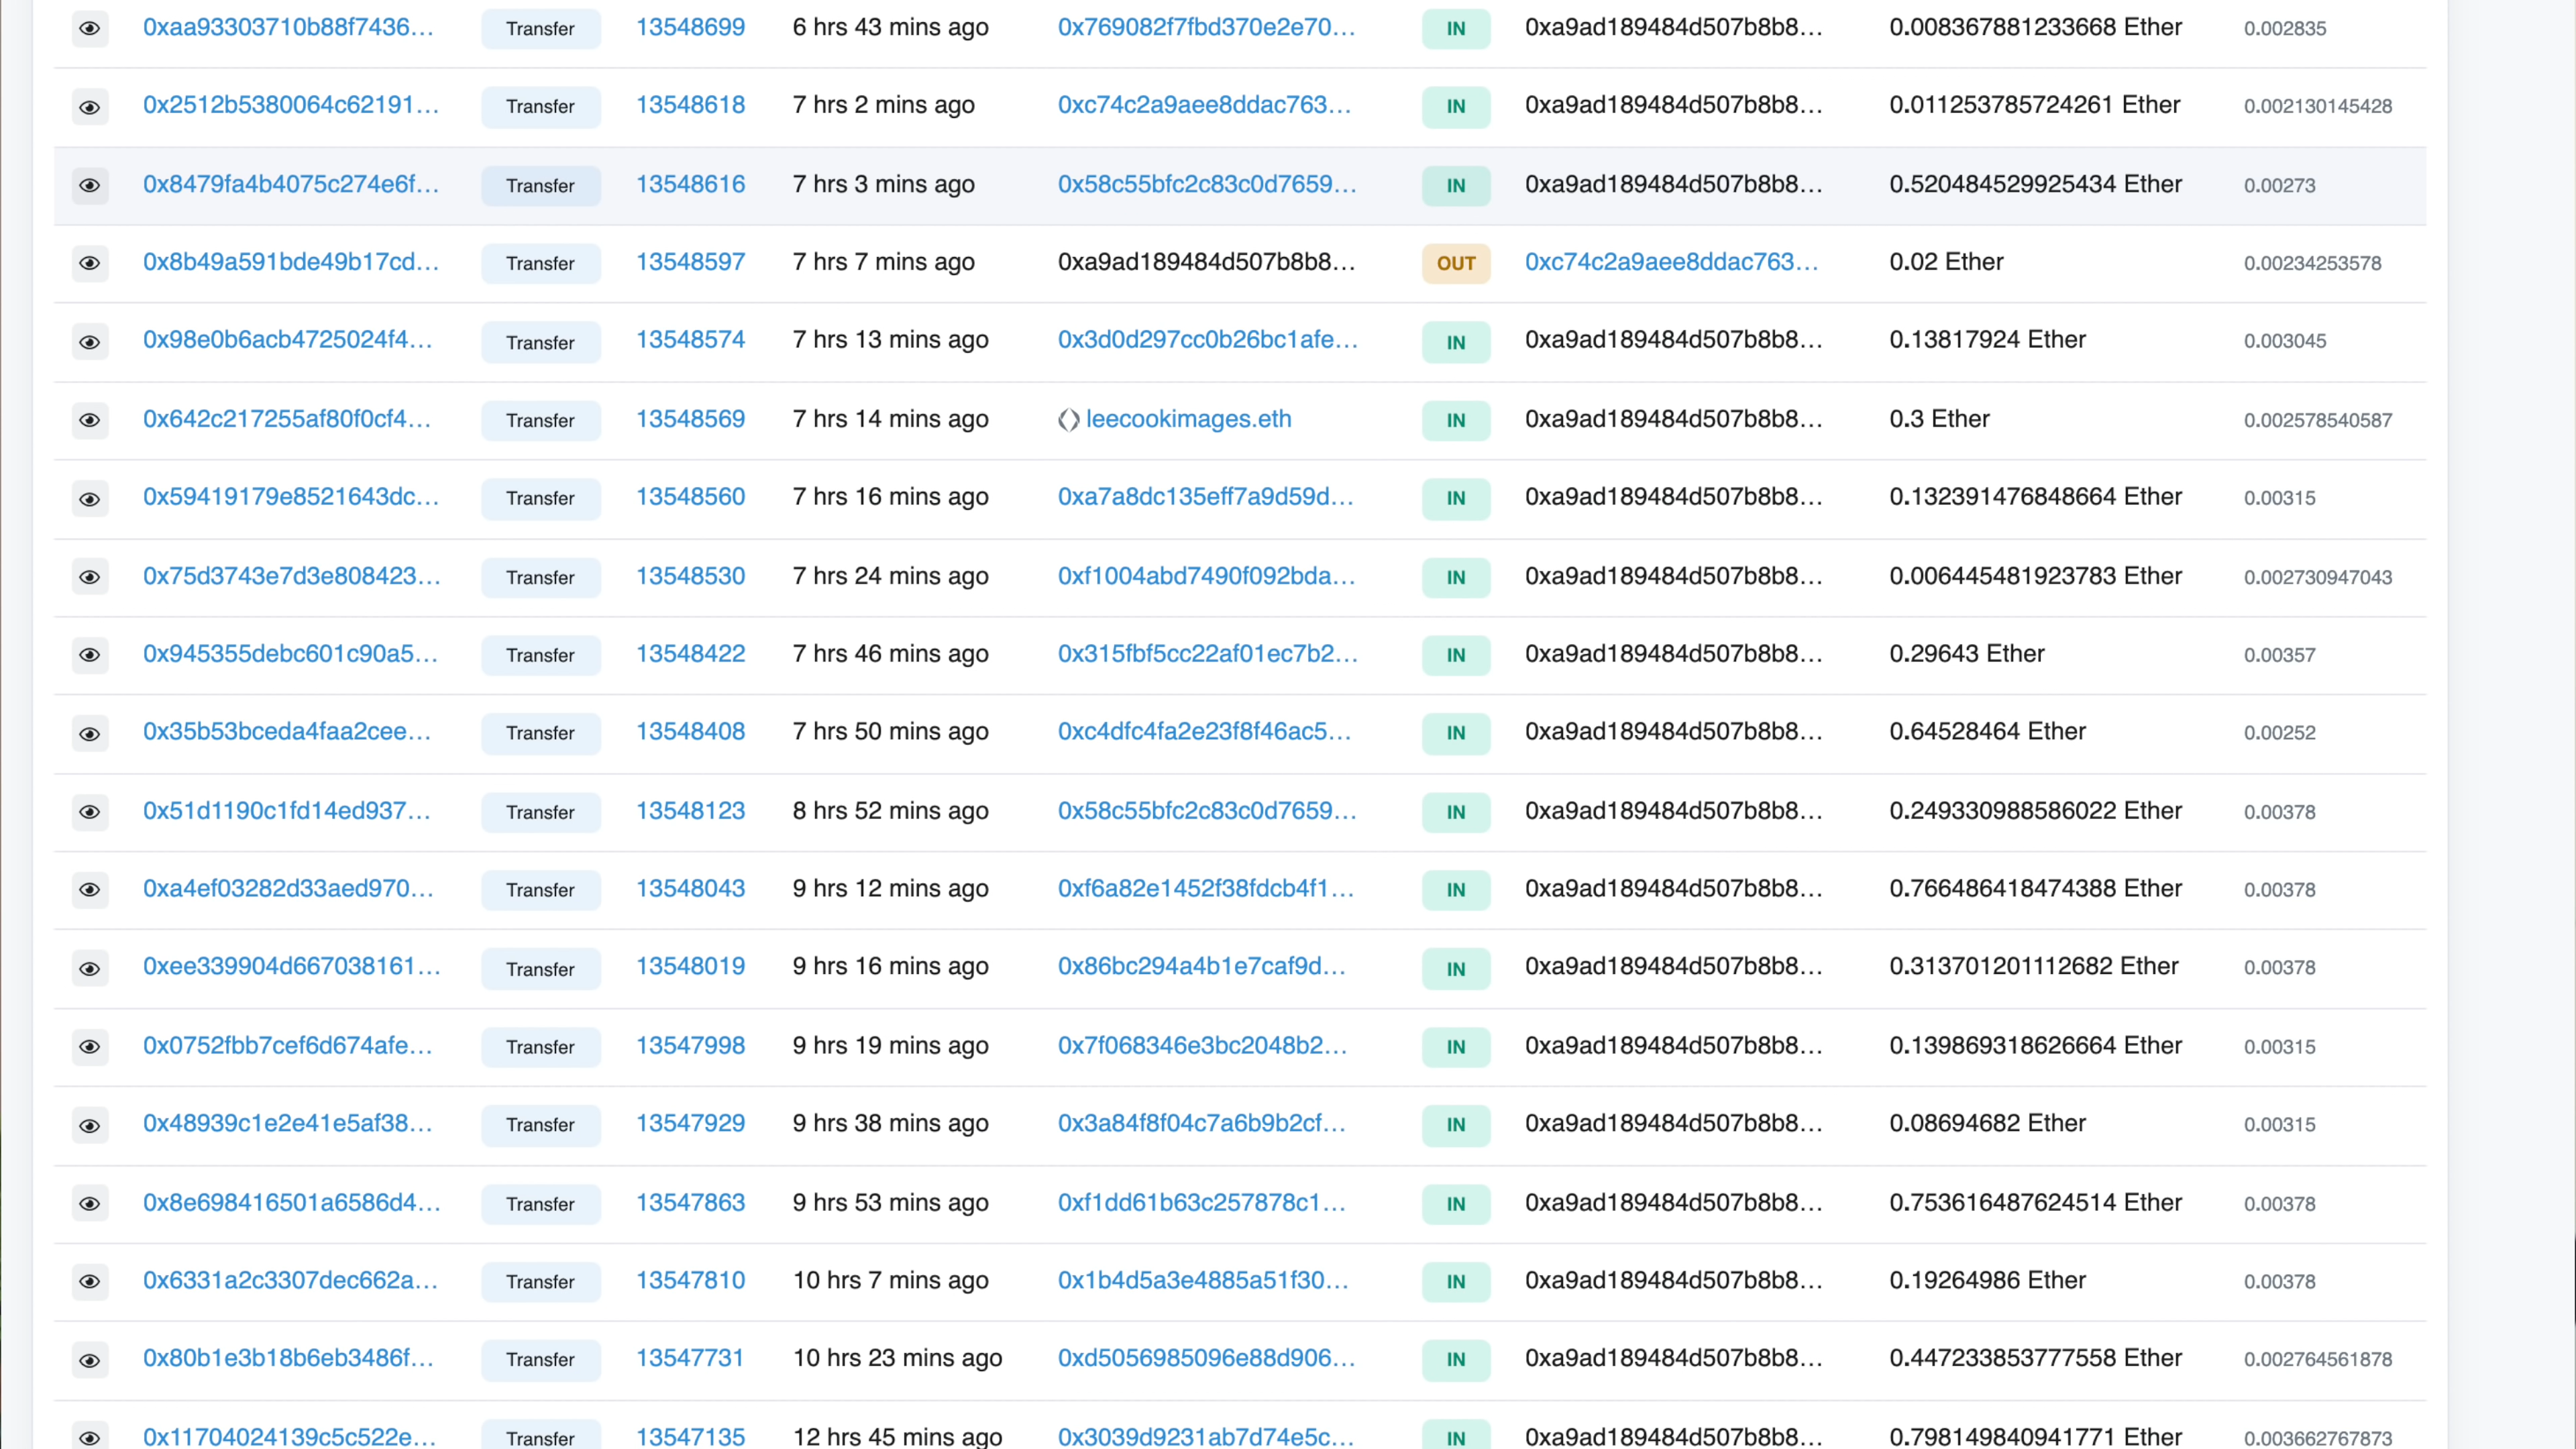 0xaa93303710b88f7436... Transfer 13548699 6 hrs 43 mins ago 0x769082f7fbd370e2e70... IN 0xa9ad189484d507b8b8... 0.008367881233668 Ether 0.002835
0x2512b5380064c62191... Transfer 13548618 7 hrs 2 mins ago 0xc74c2a9aee8ddac763... IN 0xa9ad189484d507b8b8... 0.011253785724261 Ether 0.002130145428
0x8479fa4b4075c274e6f... Transfer 13548616 7 hrs 3 mins ago 0x58c55bfc2c83c0d7659... IN 0xa9ad189484d507b8b8... 0.520484529925434 Ether 0.00273
0x8b49a591bde49b17cd... Transfer 13548597 7 hrs 7 mins ago 0xa9ad189484d507b8b8... OUT 0xc74c2a9aee8ddac763... 0.02 Ether 0.00234253578
0x98e0b6acb4725024f4... Transfer 13548574 7 hrs 13 mins ago 0x3d0d297cc0b26bc1afe... IN 0xa9ad189484d507b8b8... 0.13817924 Ether 0.003045
0x642c217255af80f0cf4... Transfer 13548569 7 hrs 14 mins ago leecookimages.eth IN 0xa9ad189484d507b8b8... 0.3 Ether 0.002578540587
0x59419179e8521643dc... Transfer 13548560 7 hrs 16 mins ago 0xa7a8dc135eff7a9d59d... IN 0xa9ad189484d507b8b8... 0.132391476848664 Ether 0.00315
0x75d3743e7d3e808423... Transfer 13548530 7 hrs 24 mins ago 0xf1004abd7490f092bda... IN 0xa9ad189484d507b8b8... 0.006445481923783 Ether 0.002730947043
0x945355debc601c90a5... Transfer 13548422 7 hrs 46 mins ago 0x315fbf5cc22af01ec7b2... IN 0xa9ad189484d507b8b8... 0.29643 Ether 0.00357
0x35b53bceda4faa2cee... Transfer 13548408 7 hrs 50 mins ago 0xc4dfc4fa2e23f8f46ac5... IN 0xa9ad189484d507b8b8... 0.64528464 Ether 0.00252
0x51d1190c1fd14ed937... Transfer 13548123 8 hrs 52 mins ago 0x58c55bfc2c83c0d7659... IN 0xa9ad189484d507b8b8... 0.249330988586022 Ether 0.00378
0xa4ef03282d33aed970... Transfer 13548043 9 hrs 12 mins ago 0xf6a82e1452f38fdcb4f1... IN 0xa9ad189484d507b8b8... 0.766486418474388 Ether 0.00378
0xee339904d667038161... Transfer 13548019 9 hrs 16 mins ago 0x86bc294a4b1e7caf9d... IN 0xa9ad189484d507b8b8... 0.313701201112682 Ether 0.00378
0x0752fbb7cef6d674afe... Transfer 13547998 9 hrs 19 mins ago 0x7f068346e3bc2048b2... IN 0xa9ad189484d507b8b8... 0.139869318626664 Ether 0.00315
0x48939c1e2e41e5af38... Transfer 13547929 9 hrs 38 mins ago 0x3a84f8f04c7a6b9b2cf... IN 0xa9ad189484d507b8b8... 0.08694682 Ether 0.00315
0x8e698416501a6586d4... Transfer 13547863 9 hrs 53 mins ago 0xf1dd61b63c257878c1... IN 0xa9ad189484d507b8b8... 0.753616487624514 Ether 0.00378
0x6331a2c3307dec662a... Transfer 13547810 10 hrs 7 mins ago 0x1b4d5a3e4885a51f30... IN 0xa9ad189484d507b8b8... 0.19264986 Ether 0.00378
0x80b1e3b18b6eb3486f... Transfer 13547731 10 hrs 23 mins ago 0xd5056985096e88d906... IN 0xa9ad189484d507b8b8... 0.447233853777558 Ether 0.002764561878
0x11704024139c5c522e... Transfer 13547135 12 hrs 45 mins ago 0x3039d9231ab7d74e5c... IN 0xa9ad189484d507b8b8... 0.798149840941771 Ether 0.003662767873